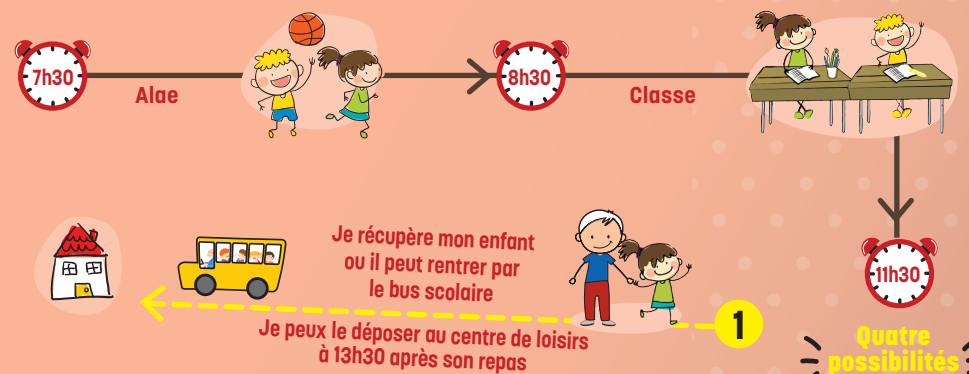 7h30
Alae
8h30
Classe
11h30
Quatre
possibilités
1
Je récupère mon enfant
ou il peut rentrer par
le bus scolaire
Je peux le déposer au centre de loisirs
à 13h30 après son repas